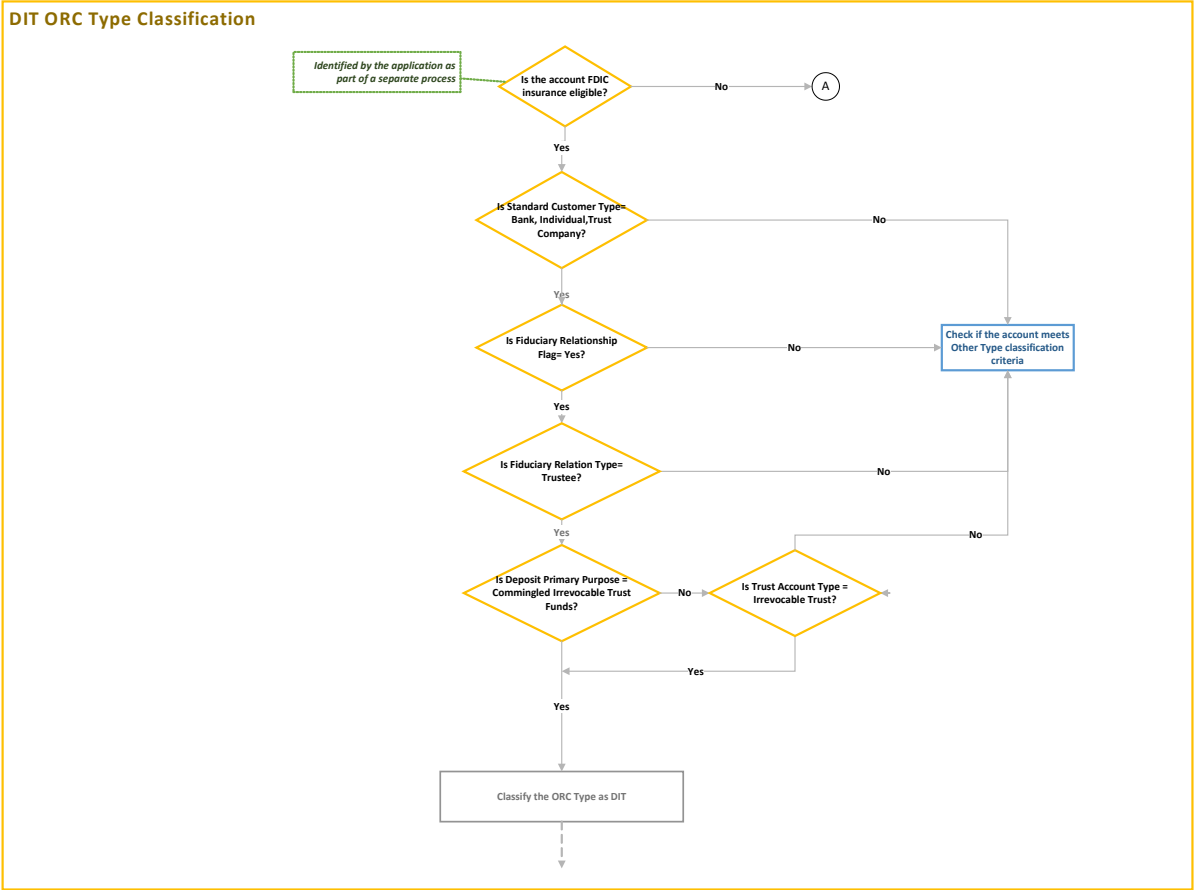 DIT ORC Type Classification
Identified by the application as
part of a separate process
Is the account FDIC
insurance eligible?
No
A
Yes
Is Standard Customer Type=
Bank, Individual,Trust
Company?
No
Yes
Is Fiduciary Relationship
Flag= Yes?
No
Check if the account meets
Other Type classification
criteria
Yes
Is Fiduciary Relation Type=
Trustee?
No
Yes
No
Is Deposit Primary Purpose =
Commingled Irrevocable Trust
Funds?
No
Is Trust Account Type =
Irrevocable Trust?
Yes
Yes
Classify the ORC Type as DIT